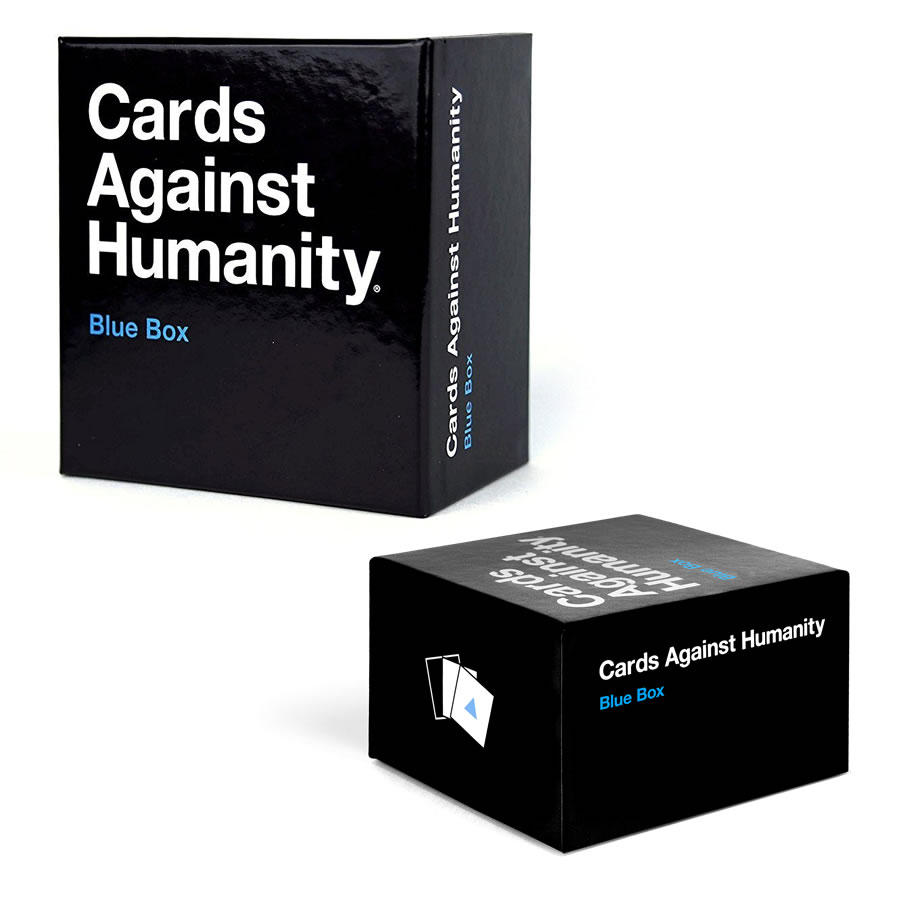 Cards
Against
Humanity®
Blue Box
Cards Against Humanity
Blue Box
Cards
Against
Humanity
Blue Box
Cards Against Humanity
Blue Box